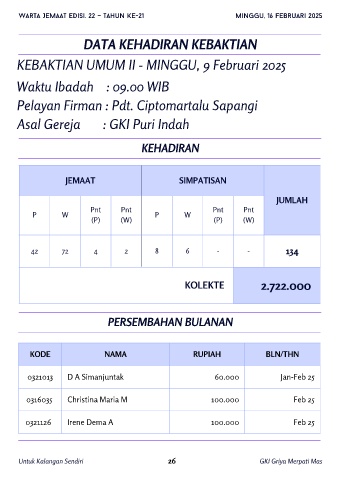 WARTA JEMAAT EDISI. 22 – TAHUN KE-21 MINGGU, 16 FEBRUARI 2025
DATA KEHADIRAN KEBAKTIAN
KEBAKTIAN UMUM II - MINGGU, 9 Februari 2025
Waktu Ibadah : 09.00 WIB
Pelayan Firman : Pdt. Ciptomartalu Sapangi
Asal Gereja : GKI Puri Indah
KEHADIRAN
JEMAAT SIMPATISAN JUMLAH
P W Pnt (P) Pnt (W) P W Pnt (P) Pnt (W)
42 72 4 2 8 6 - - 134
KOLEKTE 2.722.000
PERSEMBAHAN BULANAN
KODE NAMA RUPIAH BLN/THN
0321013 D A Simanjuntak 60.000 Jan-Feb 25
0316035 Christina Maria M 100.000 Feb 25
0321126 Irene Dema A 100.000 Feb 25
Untuk Kalangan Sendiri 26 GKI Griya Merpati Mas